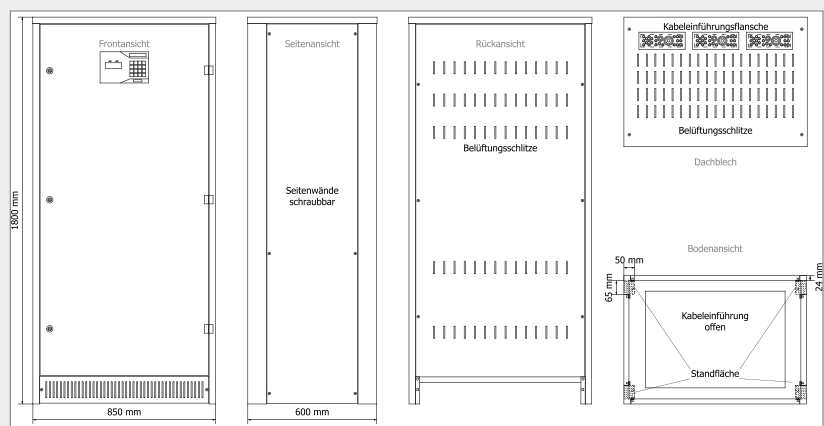 Frontansicht
Seitenansicht
Rückansicht
Kabeleinführungsflansche
Belüftungsschlitze
Dachblech
Belüftungsschlitze
Seitenwände
schraubbar
1800 mm
Bodenansicht
50 mm
65 mm
24 mm
Kabeleinführung
offen
Standfläche
850 mm
600 mm